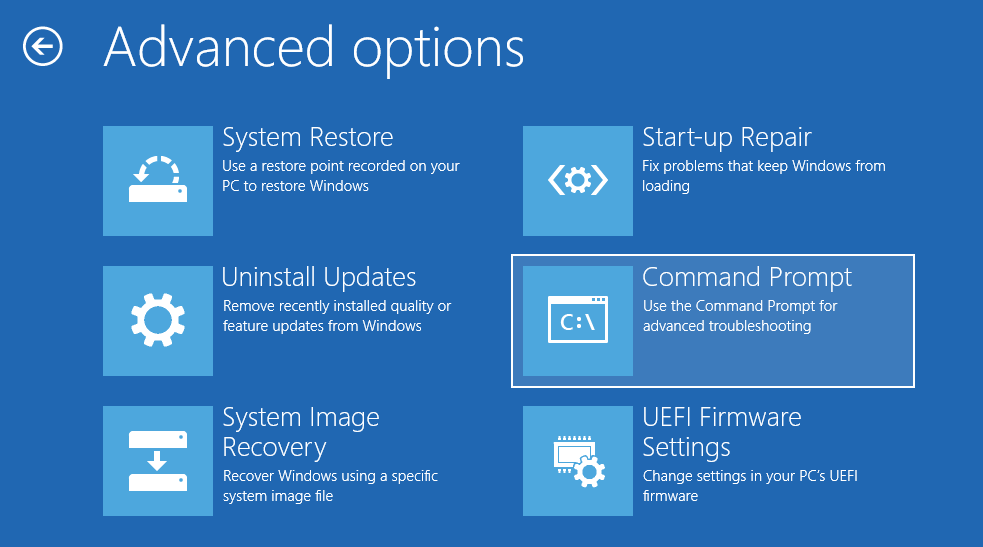 Advanced options
System Restore
Use a restore point recorded on your
PC to restore Windows
Start-up Repair
Fix problems that keep Windows from
loading
Uninstall Updates
Remove recently installed quality or
feature updates from Windows
C:\
Command Prompt
Use the Command Prompt for
advanced troubleshooting
System Image
Recovery
Recover Windows using a specific
system image file
UEFI Firmware
Settings
Change settings in your PC's UEFI
firmware